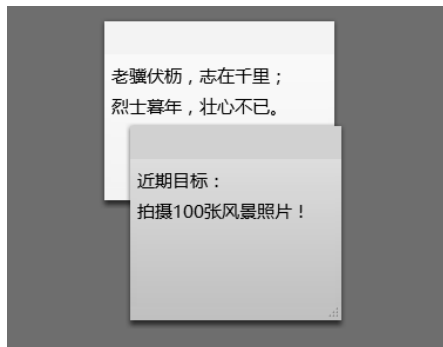 老骥伏枥，志在千里；
烈士暮年，壮心不已。
近期目标：
拍摄100张风景照片！